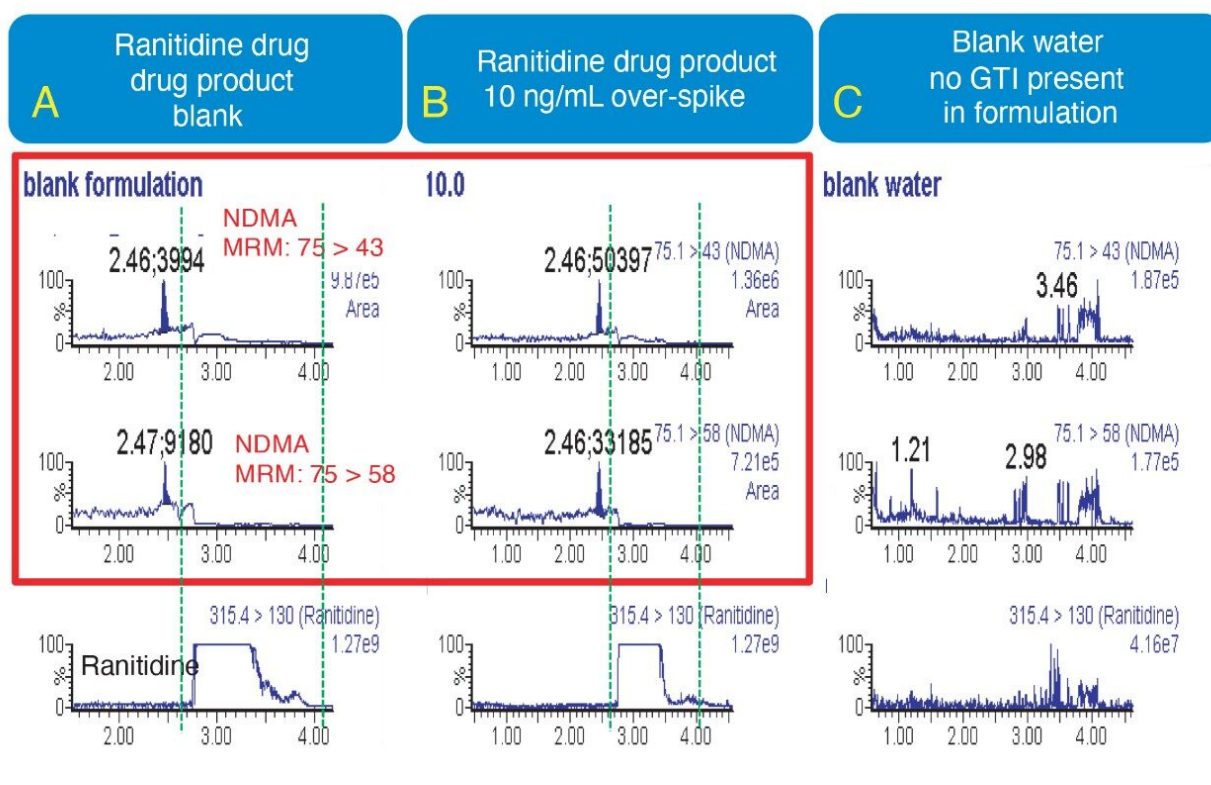 A
Ranitidine drug
drug product
blank
B
Ranitidine drug product
10 ng/mL over-spike
C
Blank water
no GTI present
in formulation
blank formulation
NDMA
MRM: 75 > 43
2.46;3994
9.87e5
Area
100
%
0
2.00 3.00 4.00
2.47;9180
NDMA
MRM: 75 > 58
100
%
0
2.00 3.00 4.00
315.4 > 130 (Ranitidine)
1.27e9
100
%
Ranitidine
0
2.00 3.00 4.00
10.0
2.46;50397
75.1 > 43 (NDMA)
1.36e6
Area
100
%
0
1.00 2.00 3.00 4.00
2.46;33185
75.1 > 58 (NDMA)
7.21e5
Area
100
%
0
1.00 2.00 3.00 4.00
315.4 > 130 (Ranitidine)
1.27e9
100
%
0
1.00 2.00 3.00 4.00
blank water
75.1 > 43 (NDMA)
1.87e5
3.46
100
%
0
1.00 2.00 3.00 4.00
75.1 > 58 (NDMA)
1.77e5
1.21
2.98
100
%
0
1.00 2.00 3.00 4.00
315.4 > 130 (Ranitidine)
4.16e7
100
%
0
1.00 2.00 3.00 4.00